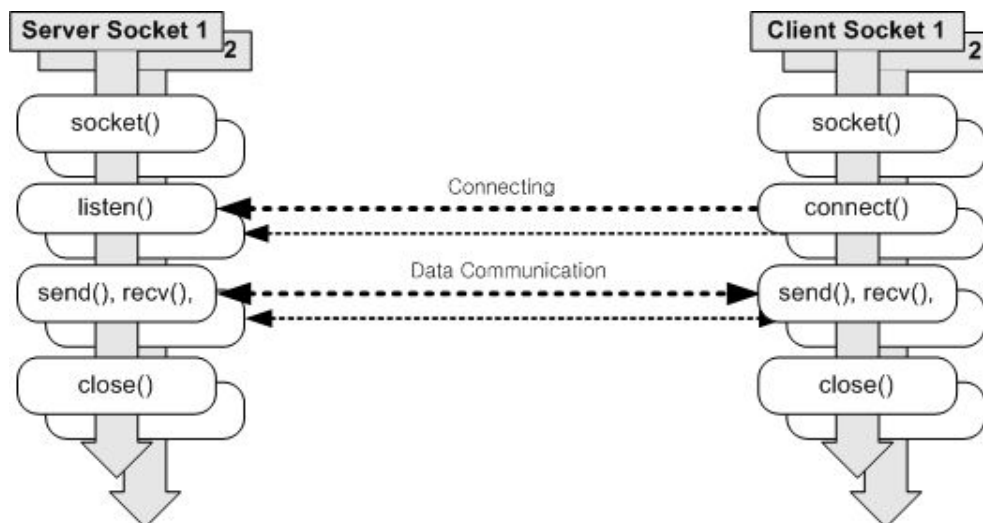 Server Socket 1
2
Client Socket 1
2
socket()
socket()
Connecting
listen()
connect()
Data Communication
send(), recv(),
send(), recv(),
close()
close()